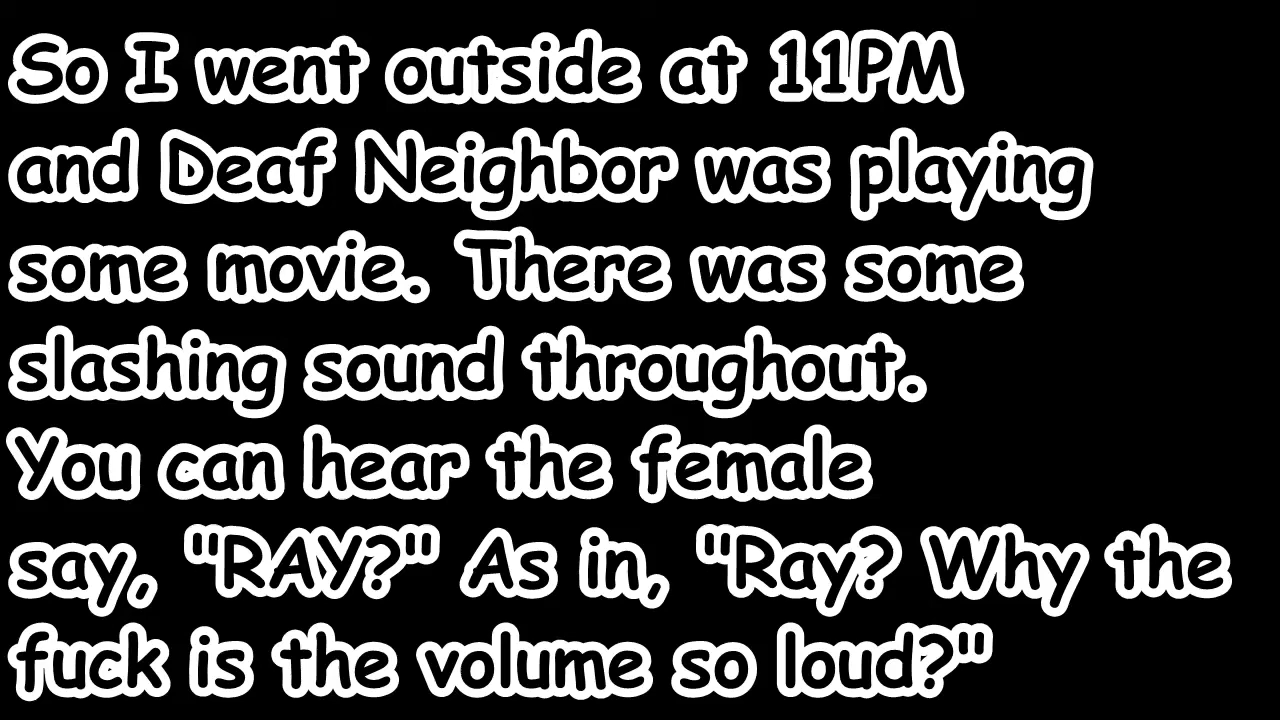 So I went outside at 11PM
and Deaf Neighbor was playing
some movie. There was some
slashing sound throughout.
You can hear the female
say, "RAY?" As in, "Ray? Why the
fuck is the volume so loud?"